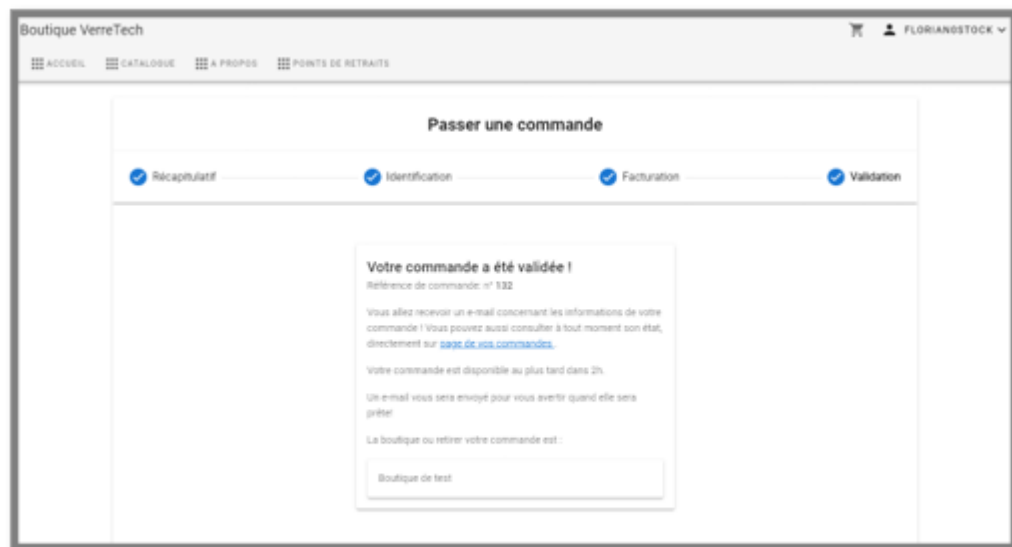 Boutique VerreTech
FLORIANOSTOCK
ACCUEIL CATALOGUE A PROPOS POINTS DE RETRAITS
Passer une commande
Récapitulatif Identification Facturation Validation
Votre commande a été validée !
Référence de commande: n° 132
Vous allez recevoir un e-mail concernant les informations de votre
commande ! Vous pouvez aussi consulter à tout moment son état,
directement sur page de vos commandes .
Votre commande est disponible au plus tard dans 2h.
Un e-mail vous sera envoyé pour vous avertir quand elle sera
prête!
La boutique ou retirer votre commande est :
Boutique de test